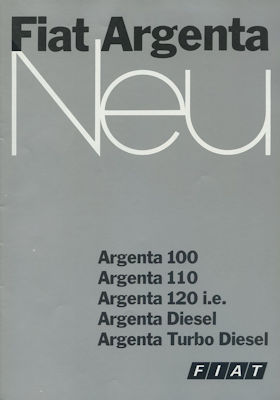 Fiat Argenta
Neu
Argenta 100
Argenta 110
Argenta 120 i.e.
Argenta Diesel
Argenta Turbo Diesel
FIAT